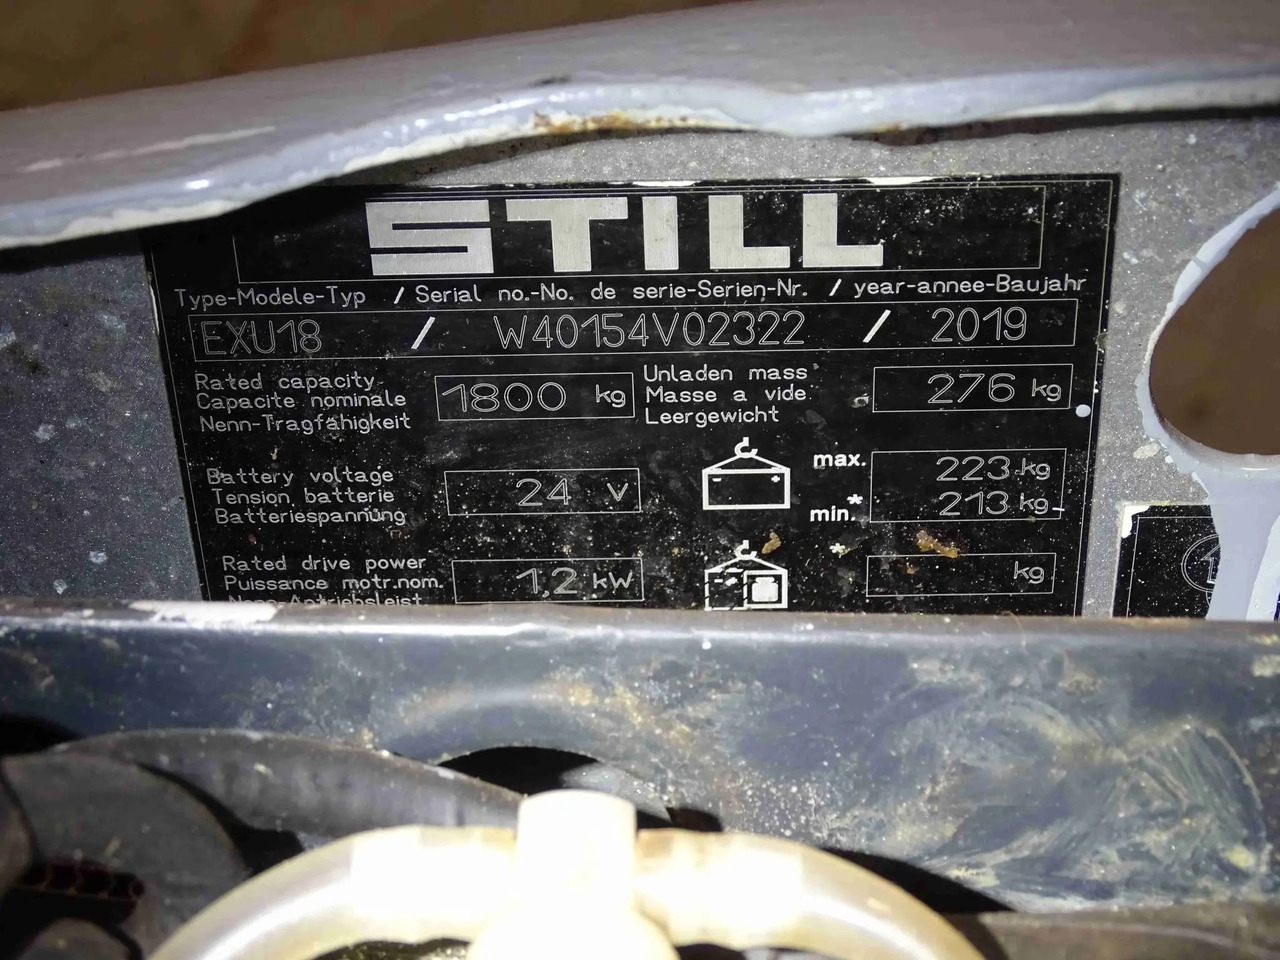 STILL
Type-Modele-Typ / Serial no.-No. de serie-Serien-Nr. / year-annee-Baujahr
EXU18 / W40154V02322 / 2019
Rated capacity
Capacite nominale
Nenn-Tragfähigkeit
1800 kg
Unladen mass
Masse a vide
Leergewicht
276 kg
Battery voltage
Tension batterie
Batteriespannung
24 V
max. 223 kg
min.* 213 kg
Rated drive power
Puissance motr.nom.
Nenn-Antriebsleist.
1,2 kW
* kg